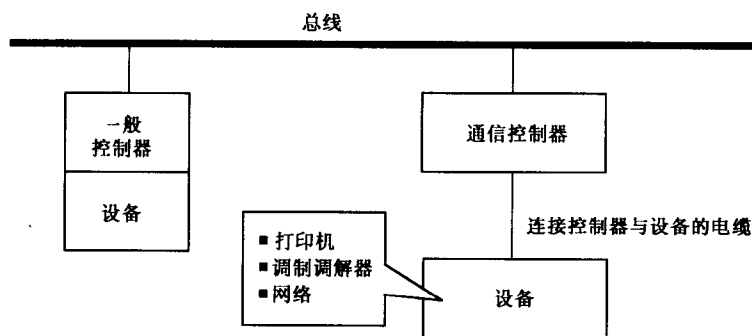 总线
一般
控制器
设备
通信控制器
连接控制器与设备的电缆
■ 打印机
■ 调制调解器
■ 网络
设备